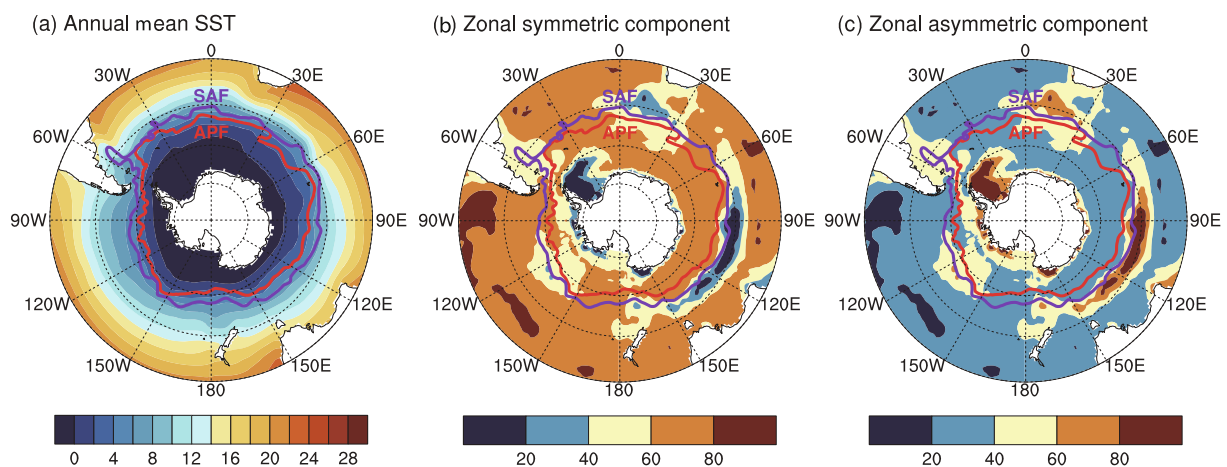 (a) Annual mean SST
(b) Zonal symmetric component
(c) Zonal asymmetric component
0
30W
30E
60W
60E
90W
90E
120W
120E
150W
150E
180
SAF
APF
0
30W
30E
60W
60E
90W
90E
120W
120E
150W
150E
180
SAF
APF
0
30W
30E
60W
60E
90W
90E
120W
120E
150W
150E
180
SAF
APF
0 4 8 12 16 20 24 28
20 40 60 80
20 40 60 80